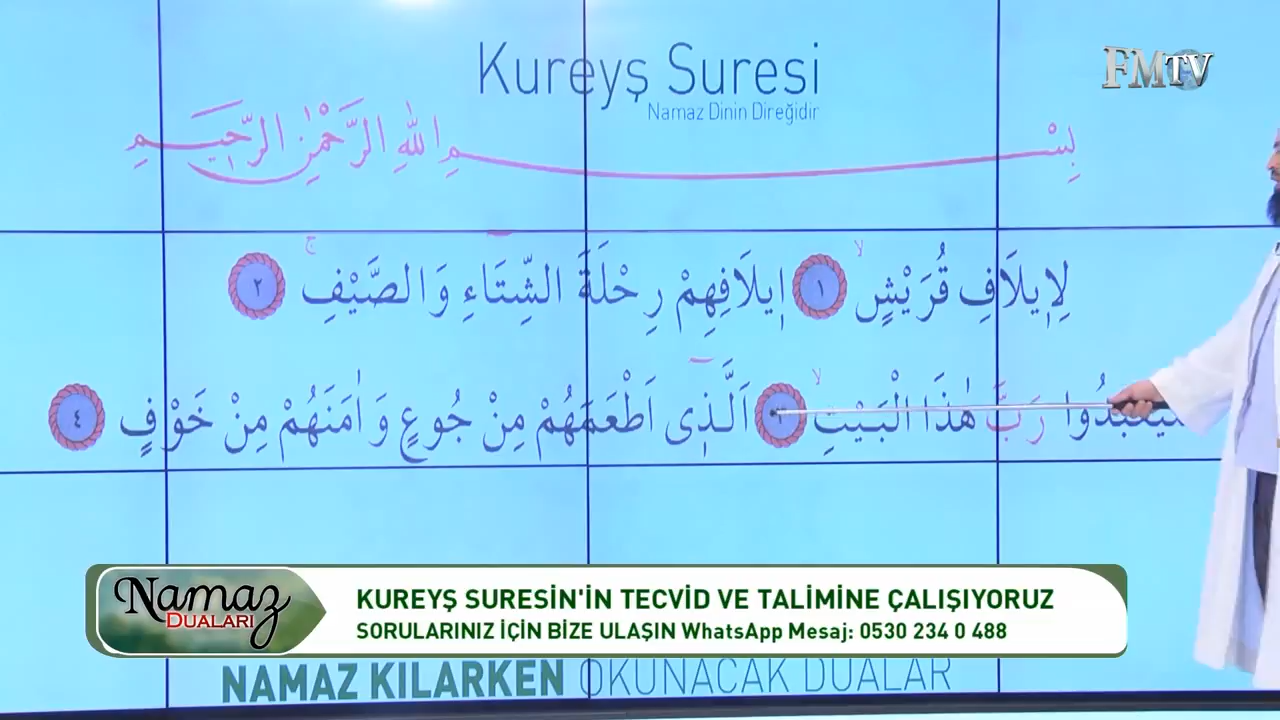 Kureyş Suresi
FMTV
Namaz Dinin Direğidir
بِسْمِ اللّٰهِ الرَّحْمٰنِ الرَّحٖيمِ
لِاٖيلَافِ قُرَيْشٍۙ ١ اٖيلَافِهِمْ رِحْلَةَ الشِّتَٓاءِ وَالصَّيْفِۚ ٢
فَلْيَعْبُدُوا رَبَّ هٰذَا الْبَيْتِۙ ٣ اَلَّذٖٓى اَطْعَمَهُمْ مِنْ جُوعٍ وَاٰمَنَهُمْ مِنْ خَوْفٍ ٤
Namaz DUALARI
KUREYŞ SURESİN'İN TECVİD VE TALİMİNE ÇALIŞIYORUZ
SORULARINIZ İÇİN BİZE ULAŞIN WhatsApp Mesaj: 0530 234 0 488
NAMAZ KILARKEN OKUNACAK DUALAR